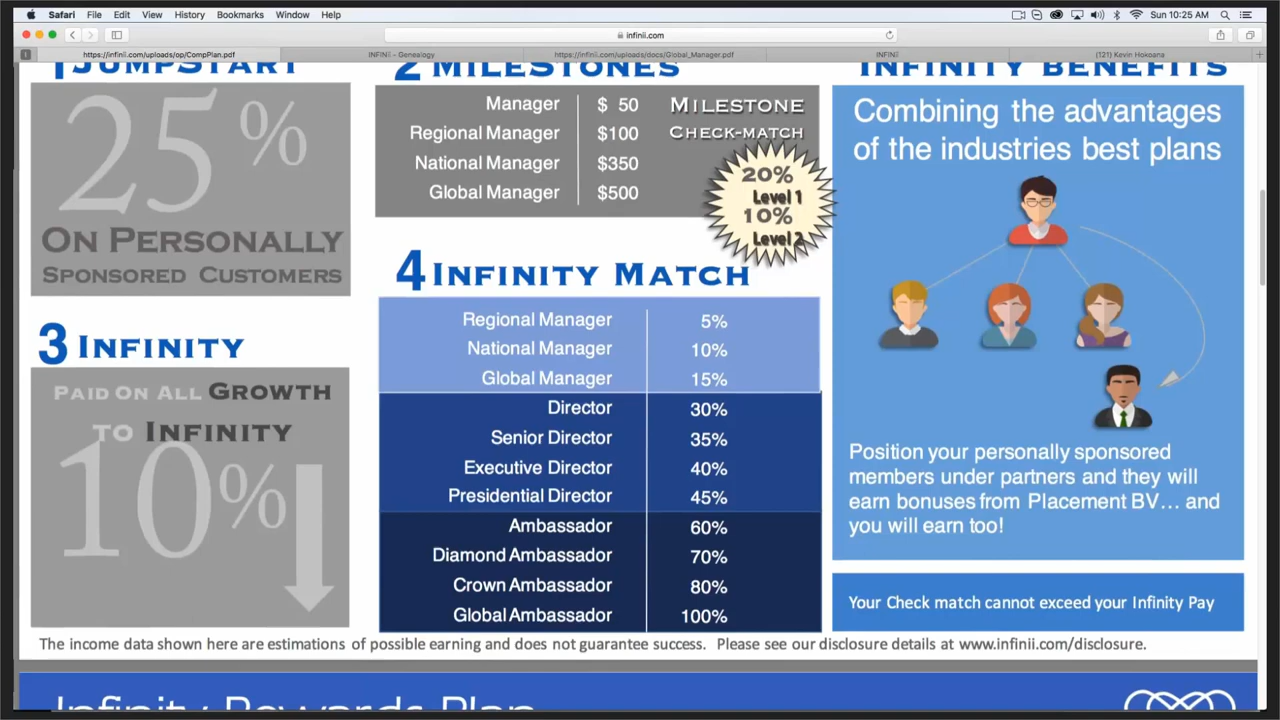 Safari File Edit View History Bookmarks Window Help
Sun 10:25 AM
infinii.com
1 https://infinii.com/uploads/op/CompPlan.pdf INFINii - Genealogy https://infinii.com/uploads/docs/Global_Manager.pdf INFINii (121) Kevin Hokoana
1 JUMPSTART
25%
ON PERSONALLY
SPONSORED CUSTOMERS
2 MILESTONES
Manager $ 50
Regional Manager $100
National Manager $350
Global Manager $500
MILESTONE
CHECK-MATCH
20%
Level 1
10%
Level 2
3 INFINITY
PAID ON ALL GROWTH
TO INFINITY
10%
4 INFINITY MATCH
Regional Manager 5%
National Manager 10%
Global Manager 15%
Director 30%
Senior Director 35%
Executive Director 40%
Presidential Director 45%
Ambassador 60%
Diamond Ambassador 70%
Crown Ambassador 80%
Global Ambassador 100%
INFINITY BENEFITS
Combining the advantages
of the industries best plans
Position your personally sponsored
members under partners and they will
earn bonuses from Placement BV... and
you will earn too!
Your Check match cannot exceed your Infinity Pay
The income data shown here are estimations of possible earning and does not guarantee success. Please see our disclosure details at www.infinii.com/disclosure.
Infinity Rewards Plan